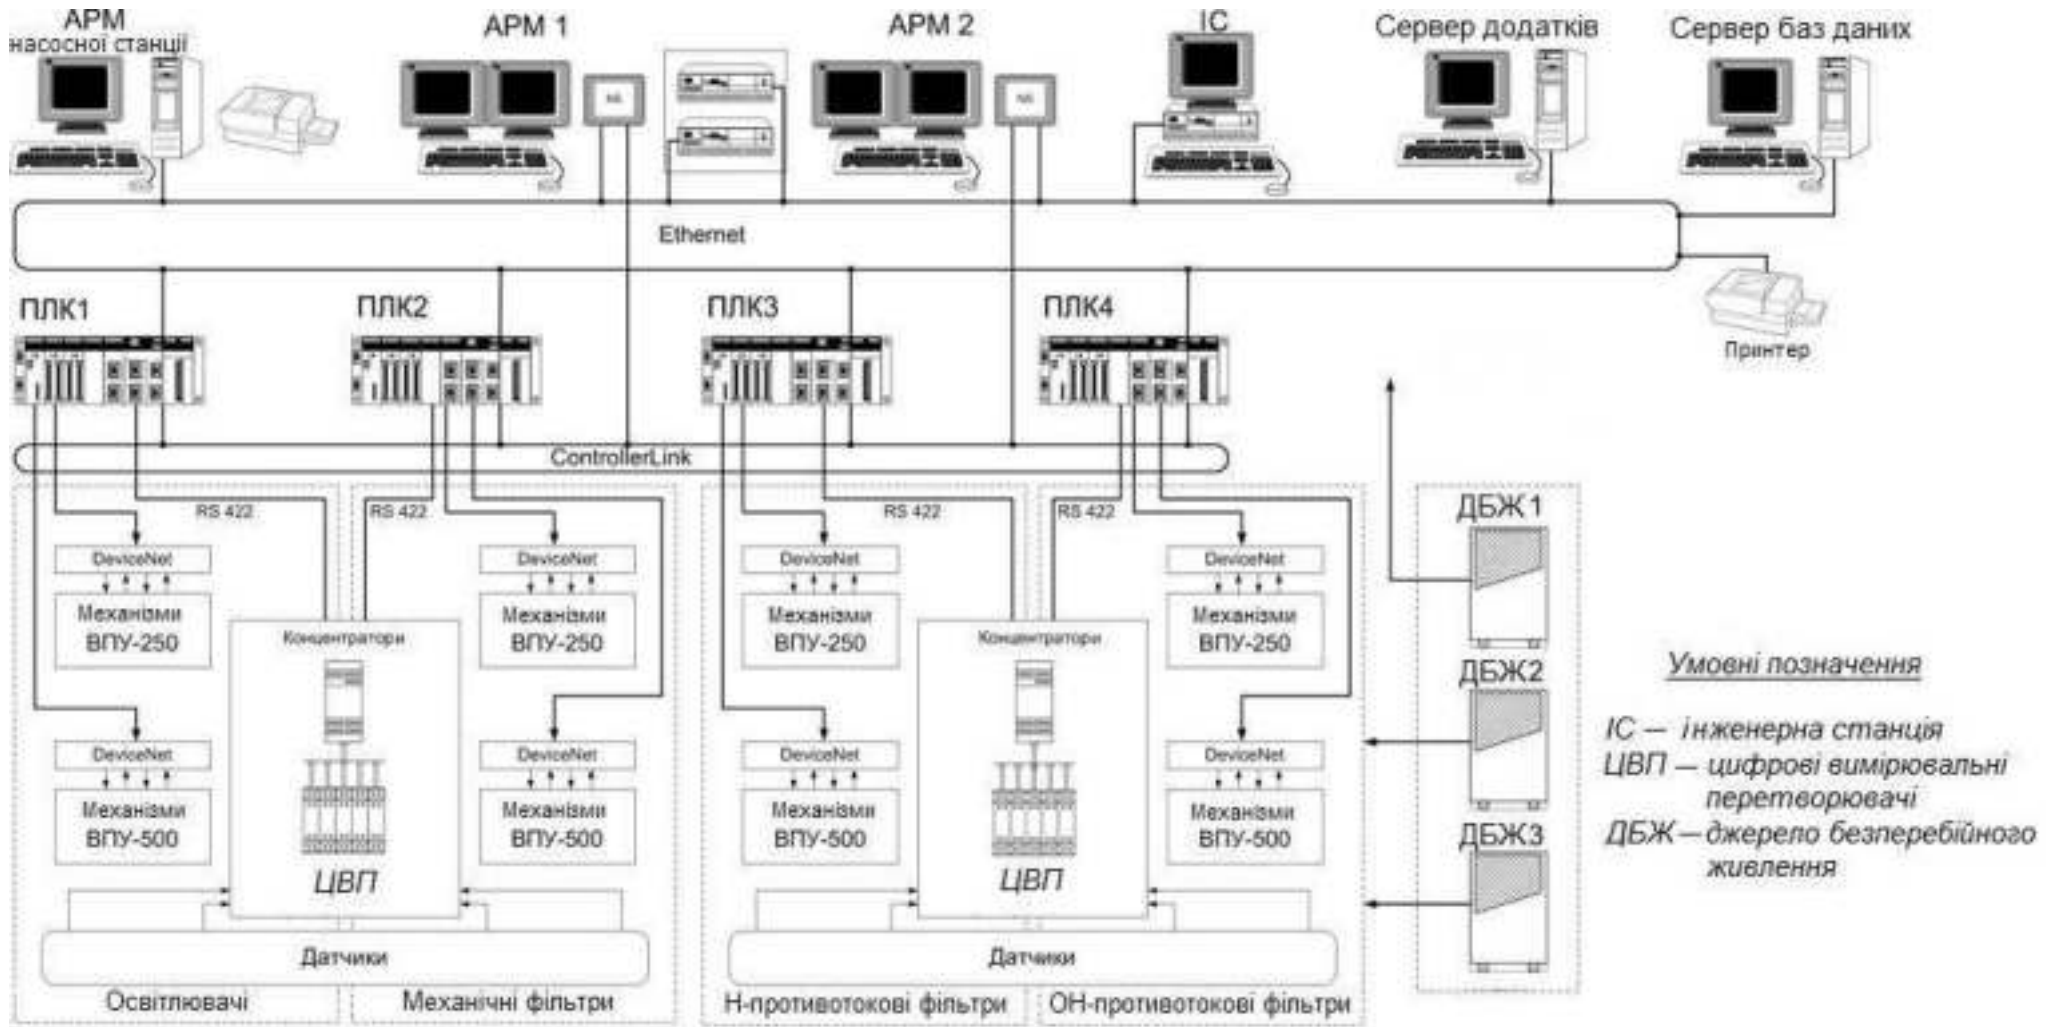 АРМ
насосної станції
АРМ 1
NS
АРМ 2
NS
ІС
Сервер додатків
Сервер баз даних
Ethernet
ПЛК1
ПЛК2
ПЛК3
ПЛК4
Принтер
ControllerLink
RS 422
RS 422
RS 422
RS 422
DeviceNet
DeviceNet
DeviceNet
DeviceNet
Механізми
ВПУ-250
Механізми
ВПУ-250
Механізми
ВПУ-250
Механізми
ВПУ-250
Концентратори
Концентратори
DeviceNet
DeviceNet
DeviceNet
DeviceNet
Механізми
ВПУ-500
Механізми
ВПУ-500
Механізми
ВПУ-500
Механізми
ВПУ-500
ЦВП
ЦВП
Датчики
Датчики
Освітлювачі
Механічні фільтри
Н-противотокові фільтри
ОН-противотокові фільтри
ДБЖ1
ДБЖ2
ДБЖ3
Умовні позначення
ІС — інженерна станція
ЦВП — цифрові вимірювальні
перетворювачі
ДБЖ — джерело безперебійного
живлення